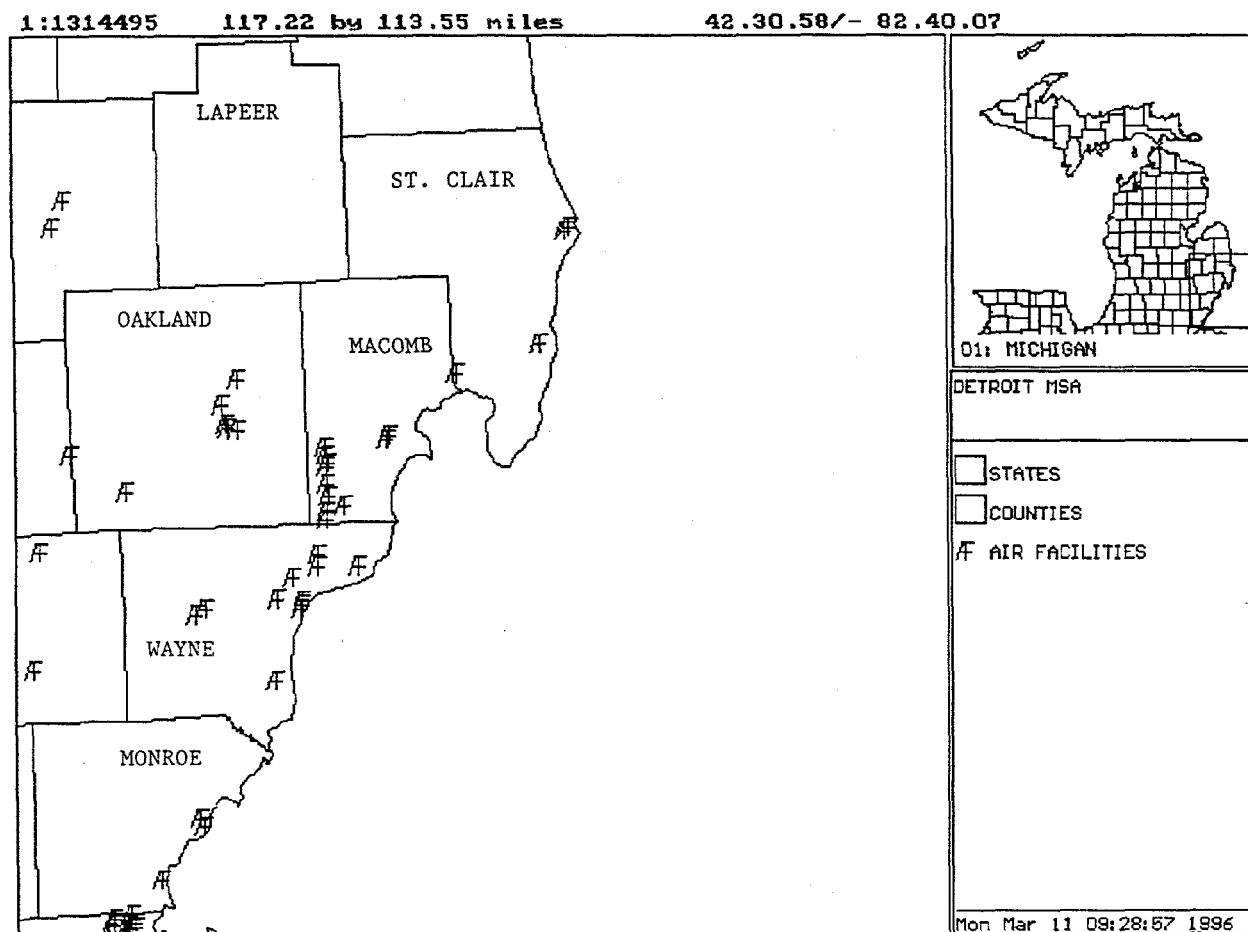 1:1314495 117.22 by 113.55 miles 42.30.58/- 82.40.07
LAPEER
ST. CLAIR
OAKLAND
MACOMB
WAYNE
MONROE
01: MICHIGAN
DETROIT MSA
STATES
COUNTIES
AF AIR FACILITIES
Mon Mar 11 09:28:57 1996